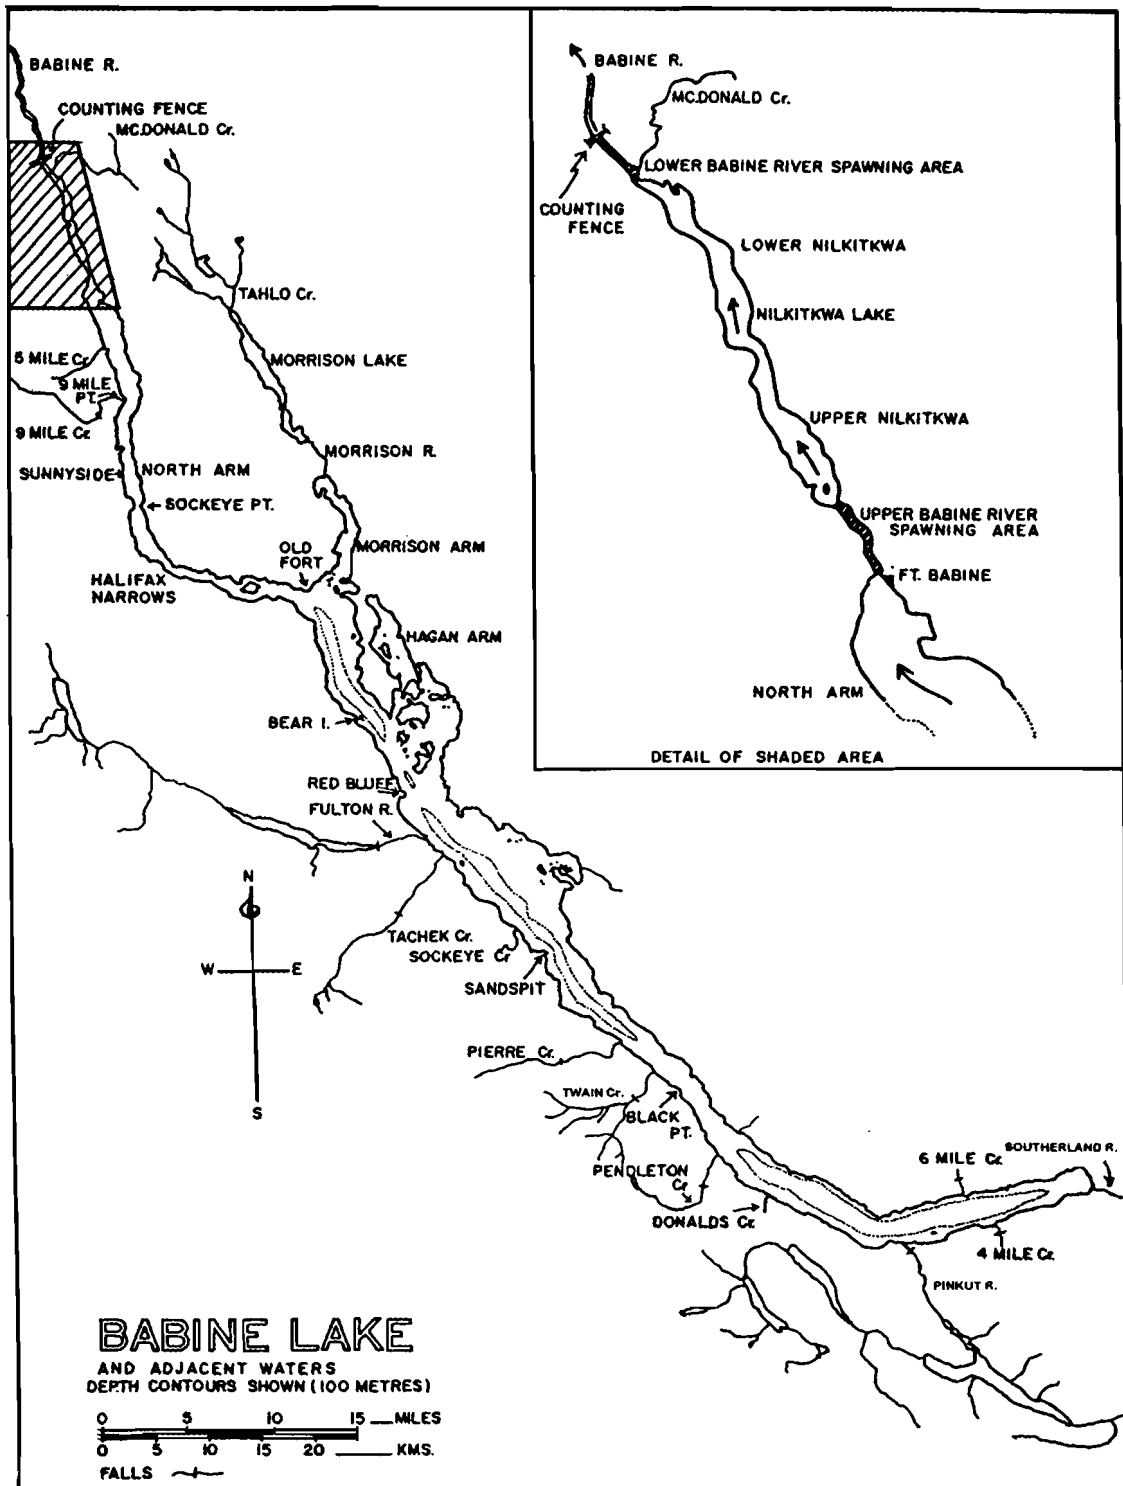 BABINE R.
COUNTING FENCE
MCDONALD Cr.
TAHLO Cr.
MORRISON LAKE
5 MILE Cr.
9 MILE
PT.
9 MILE Cr.
MORRISON R.
SUNNYSIDE
NORTH ARM
SOCKEYE PT.
OLD
FORT
MORRISON ARM
HALIFAX
NARROWS
HAGAN ARM
BEAR I.
RED BLUFF
FULTON R.
N
W
E
S
TACHEK Cr.
SOCKEYE Cr
SANDSPIT
PIERRE Cr.
TWAIN Cr.
BLACK
PT.
PENDLETON
Cr.
DONALDS Cr.
6 MILE Cr.
SOUTHERLAND R.
4 MILE Cr.
PINKUT R.
BABINE R.
MC.DONALD Cr.
LOWER BABINE RIVER SPAWNING AREA
COUNTING
FENCE
LOWER NILKITKWA
NILKITKWA LAKE
UPPER NILKITKWA
UPPER BABINE RIVER
SPAWNING AREA
FT. BABINE
NORTH ARM
DETAIL OF SHADED AREA
BABINE LAKE
AND ADJACENT WATERS
DEPTH CONTOURS SHOWN (100 METRES)
0 5 10 15 MILES
0 5 10 15 20 KMS.
FALLS